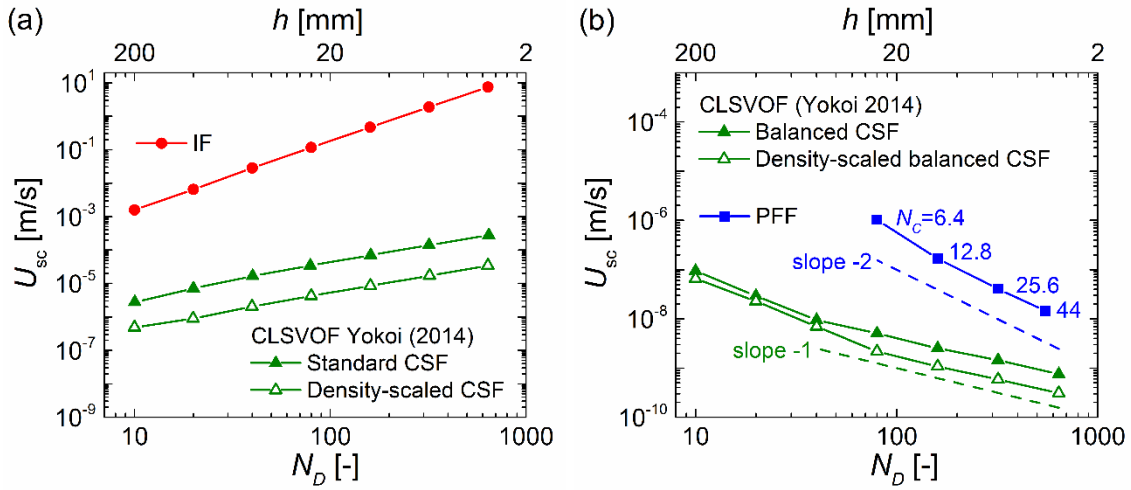 (a)
h [mm]
200 20 2
10¹
10⁻¹
10⁻³
10⁻⁵
10⁻⁷
10⁻⁹
U_sc [m/s]
IF
CLSVOF Yokoi (2014)
Standard CSF
Density-scaled CSF
10 100 1000
N_D [-]
(b)
h [mm]
200 20 2
10⁻⁴
10⁻⁶
10⁻⁸
10⁻¹⁰
U_sc [m/s]
CLSVOF (Yokoi 2014)
Balanced CSF
Density-scaled balanced CSF
PFF
N_C=6.4
12.8
25.6
44
slope -2
slope -1
10 100 1000
N_D [-]